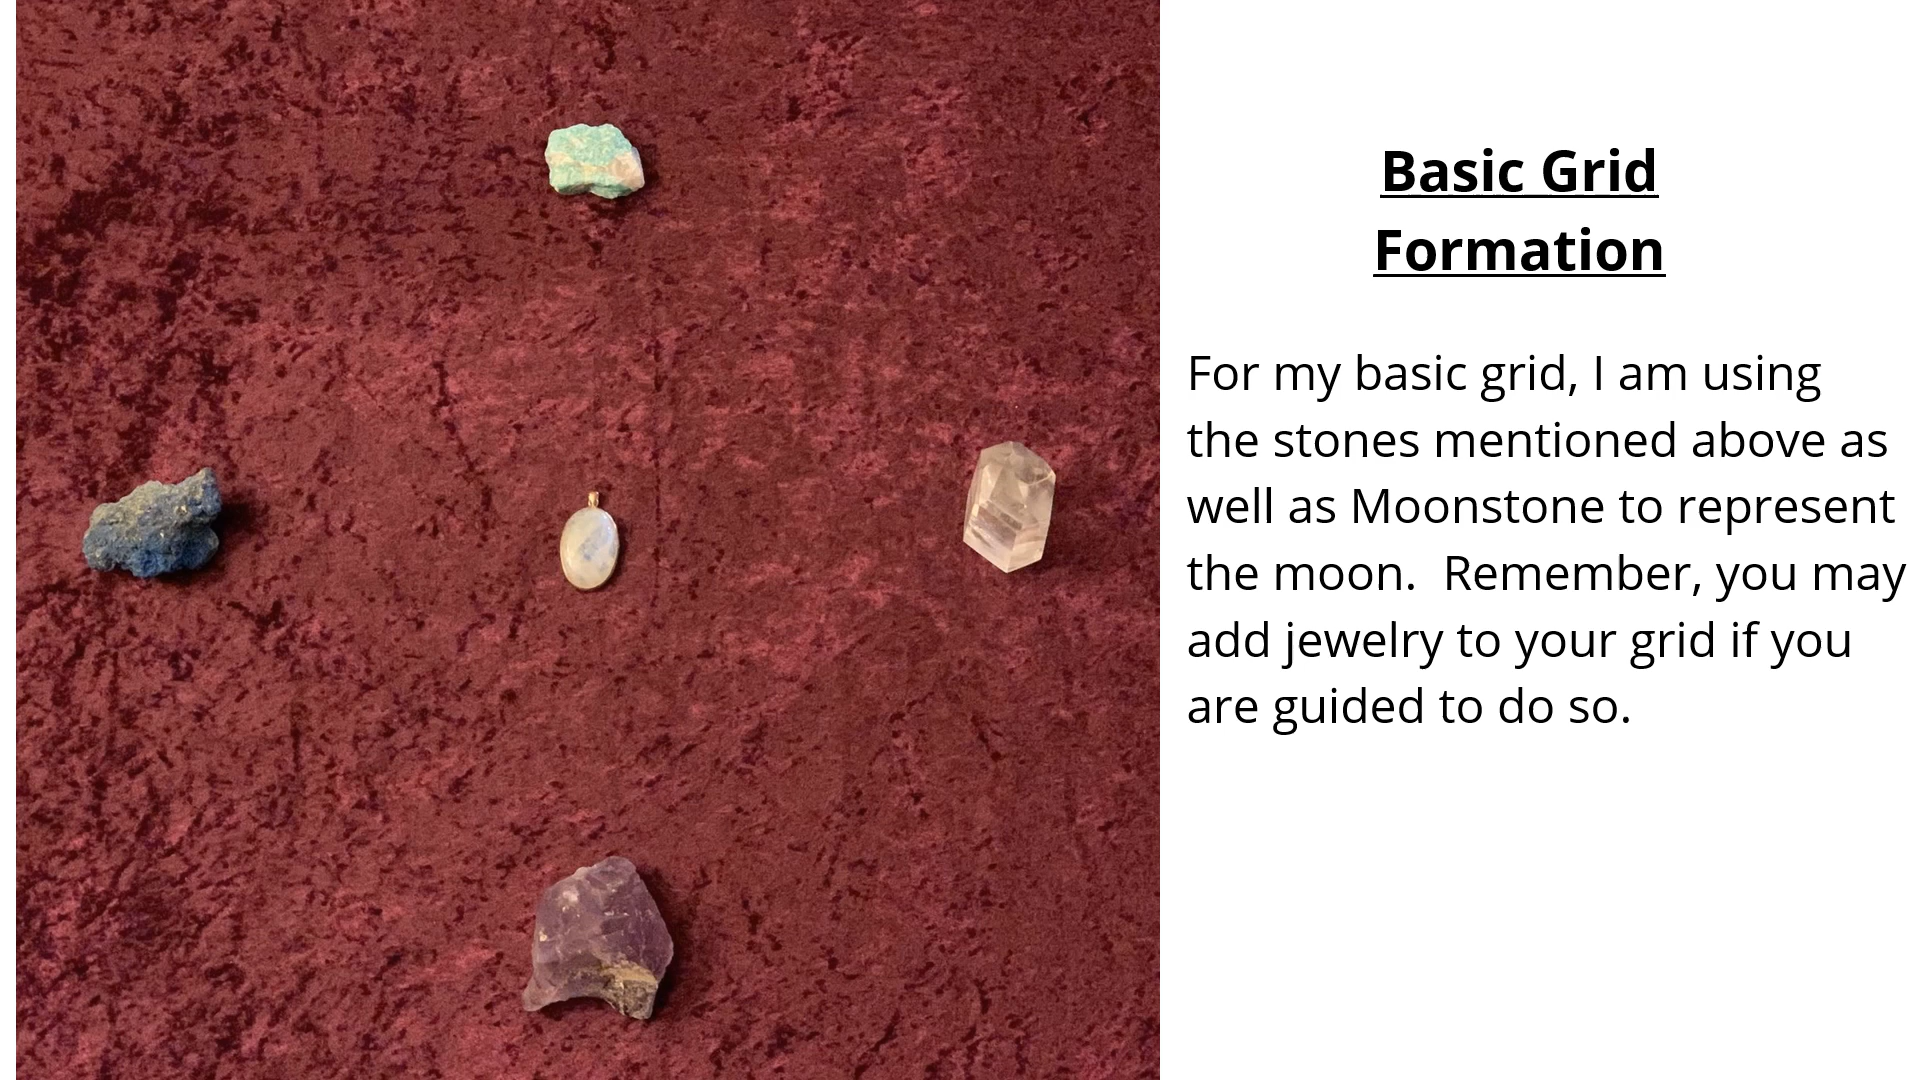 Basic Grid
Formation
For my basic grid, I am using
the stones mentioned above as
well as Moonstone to represent
the moon.  Remember, you may
add jewelry to your grid if you
are guided to do so.